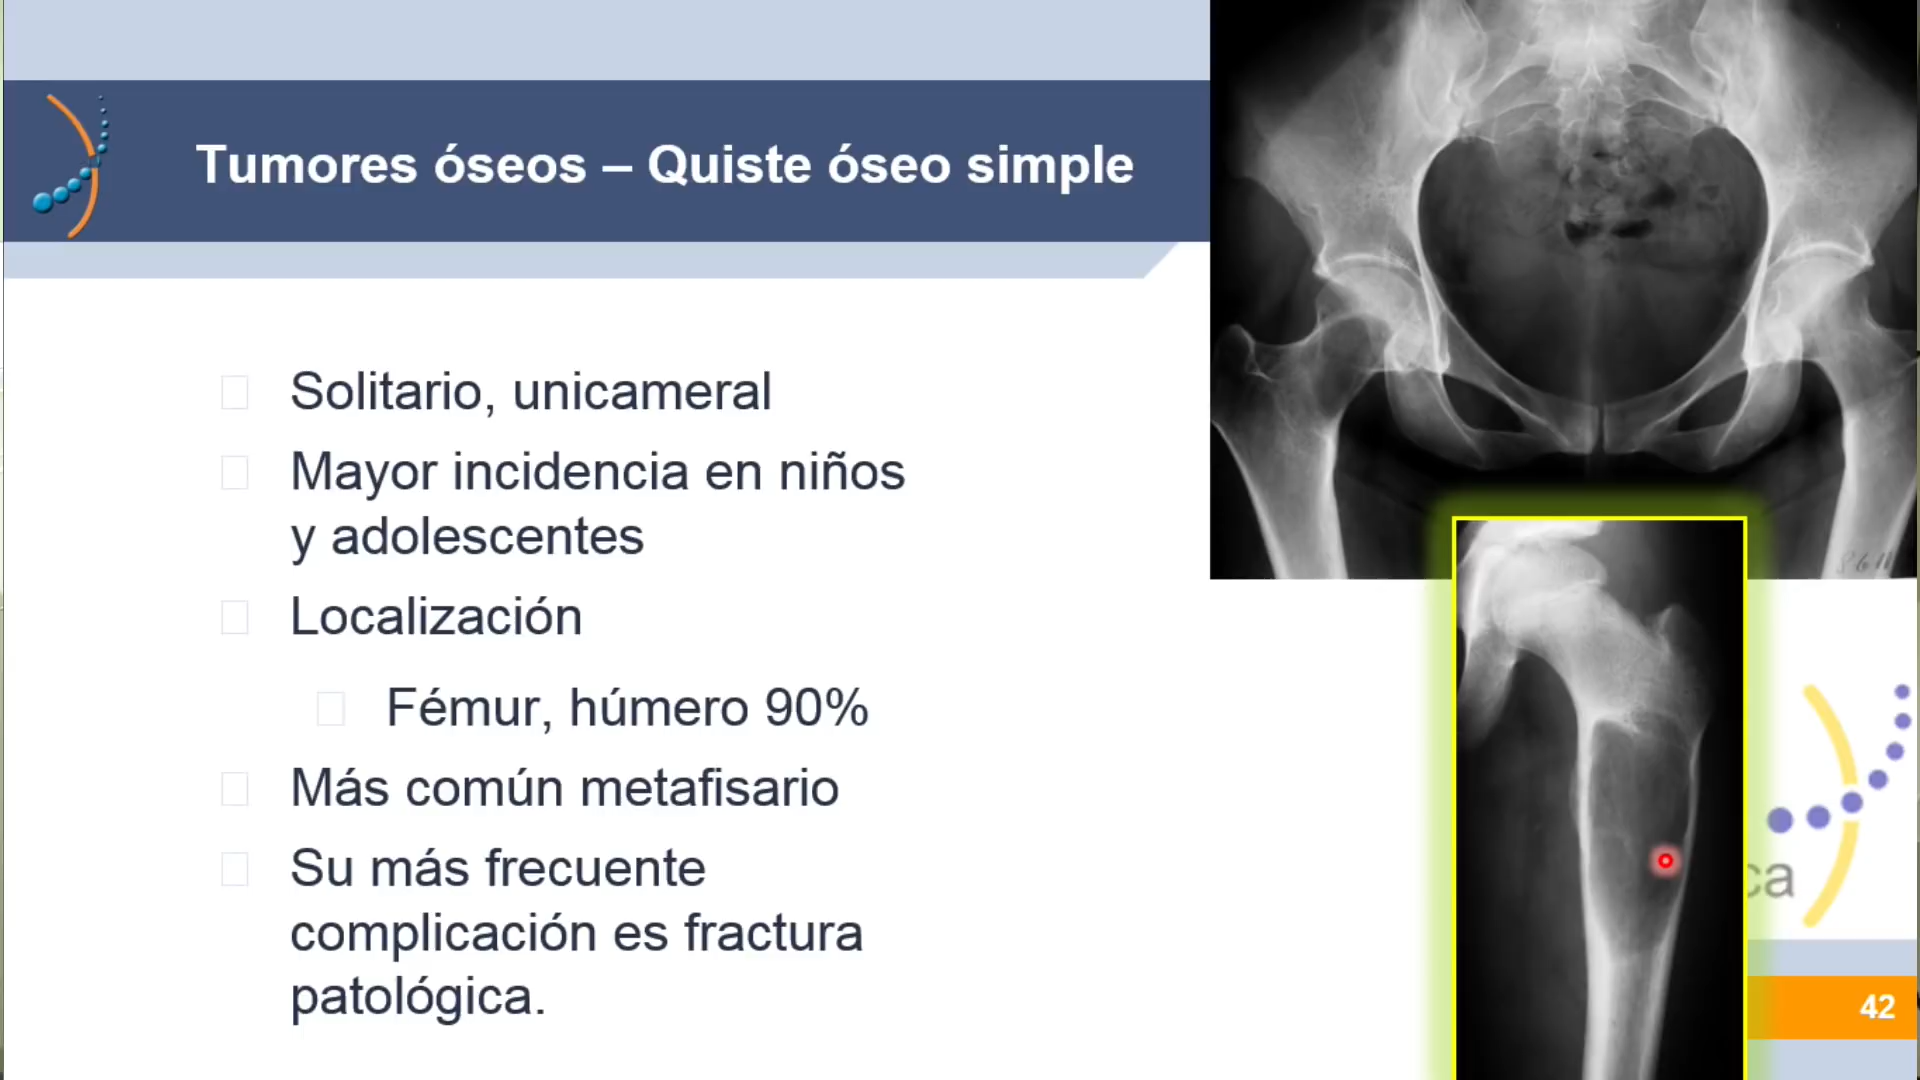 Tumores óseos – Quiste óseo simple
Solitario, unicameral
Mayor incidencia en niños
y adolescentes
Localización
Fémur, húmero 90%
Más común metafisario
Su más frecuente
complicación es fractura
patológica.
ca
42